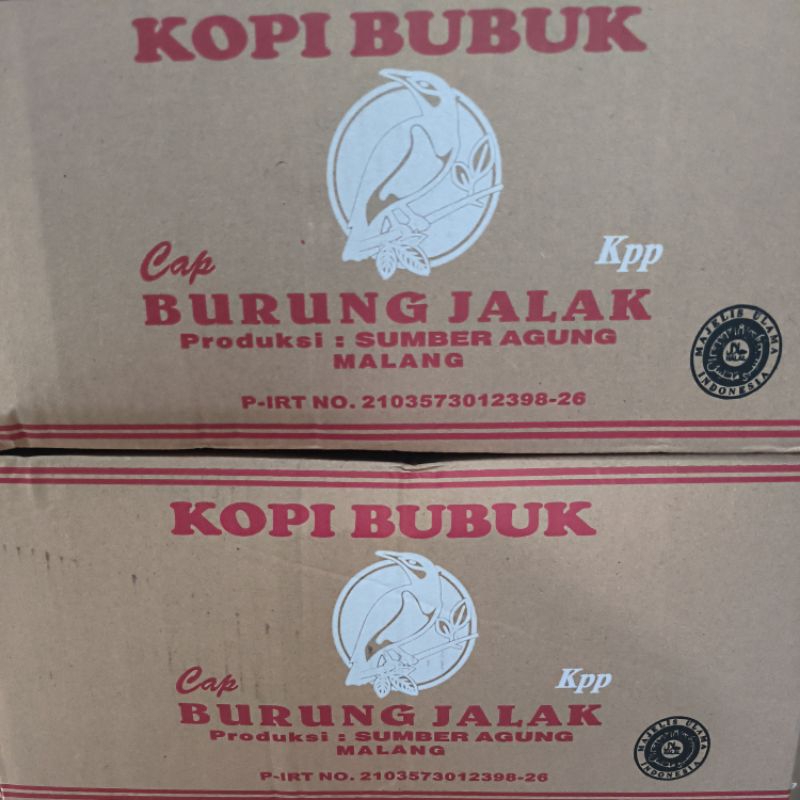 KOPI BUBUK
Cap
Kpp
BURUNG JALAK
Produksi : SUMBER AGUNG
MALANG
P-IRT NO. 2103573012398-26
MAJELIS ULAMA
INDONESIA
KOPI BUBUK
Cap
Kpp
BURUNG JALAK
Produksi : SUMBER AGUNG
MALANG
P-IRT NO. 2103573012398-26
MAJELIS ULAMA
INDONESIA